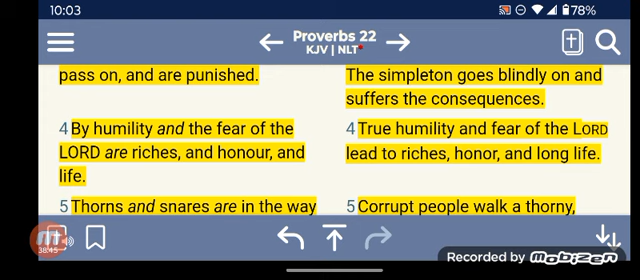 10:03
78%
Proverbs 22
KJV | NLT
pass on, and are punished.
4 By humility and the fear of the
LORD are riches, and honour, and
life.
5 Thorns and snares are in the way
The simpleton goes blindly on and
suffers the consequences.
4 True humility and fear of the LORD
lead to riches, honor, and long life.
5 Corrupt people walk a thorny,
38:45
Recorded by mobizen